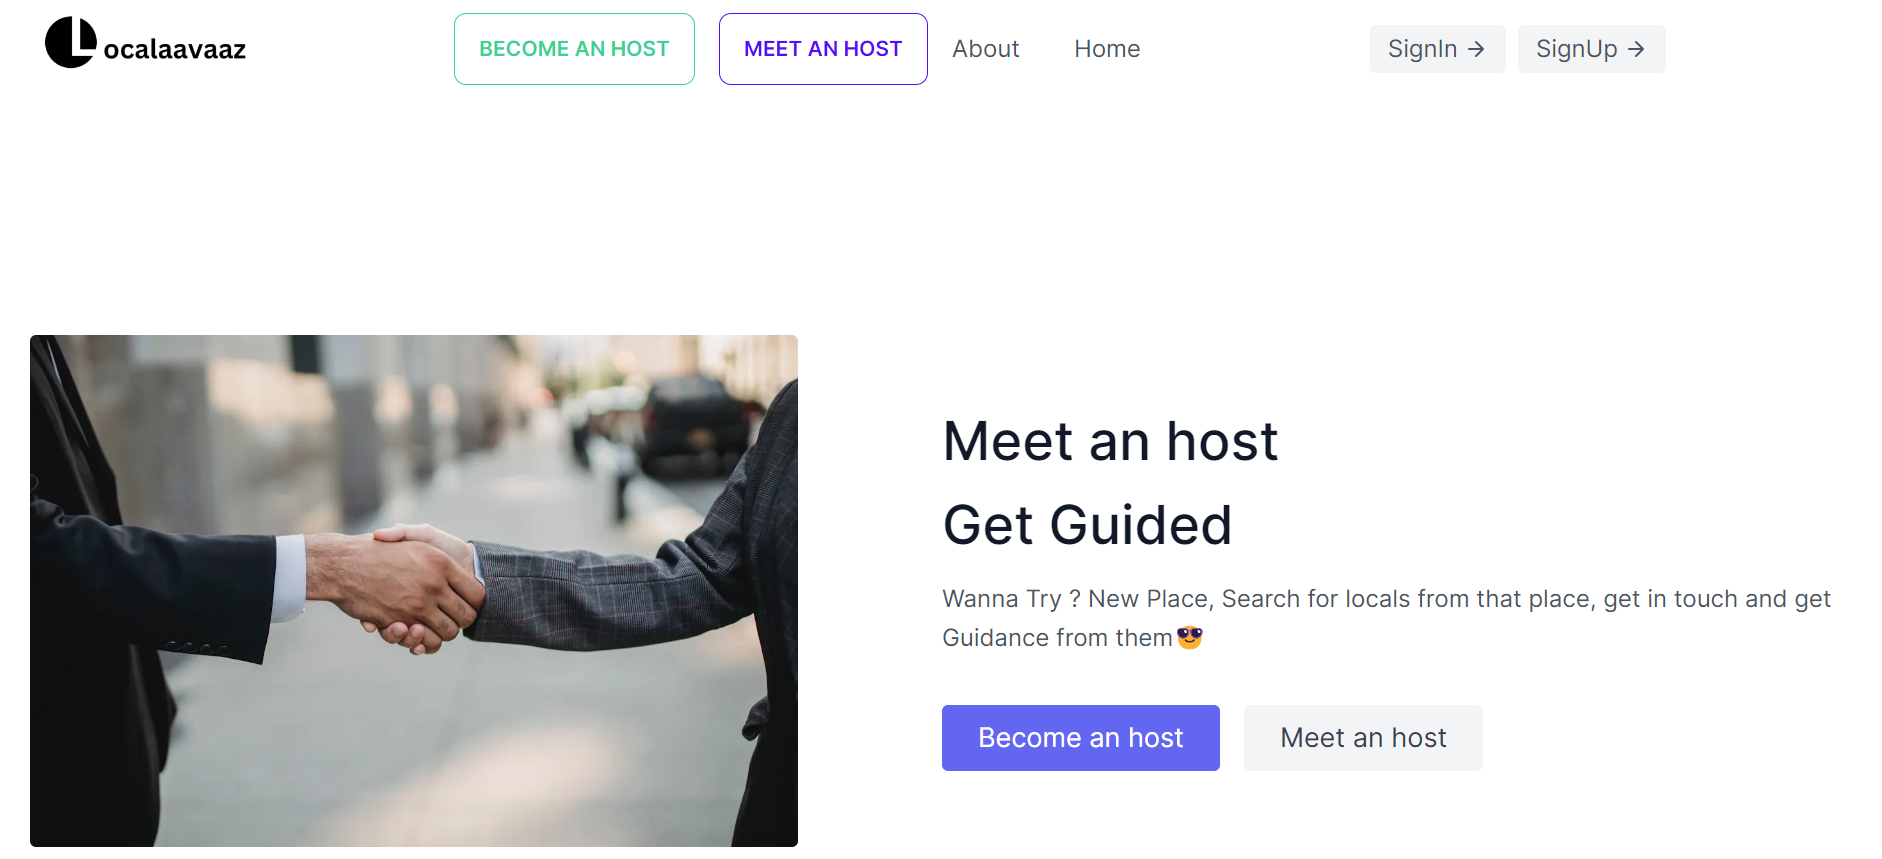 Localaavaaz
BECOME AN HOST
MEET AN HOST
About
Home
SignIn →
SignUp →
Meet an host
Get Guided
Wanna Try ? New Place, Search for locals from that place, get in touch and get
Guidance from them😎
Become an host
Meet an host